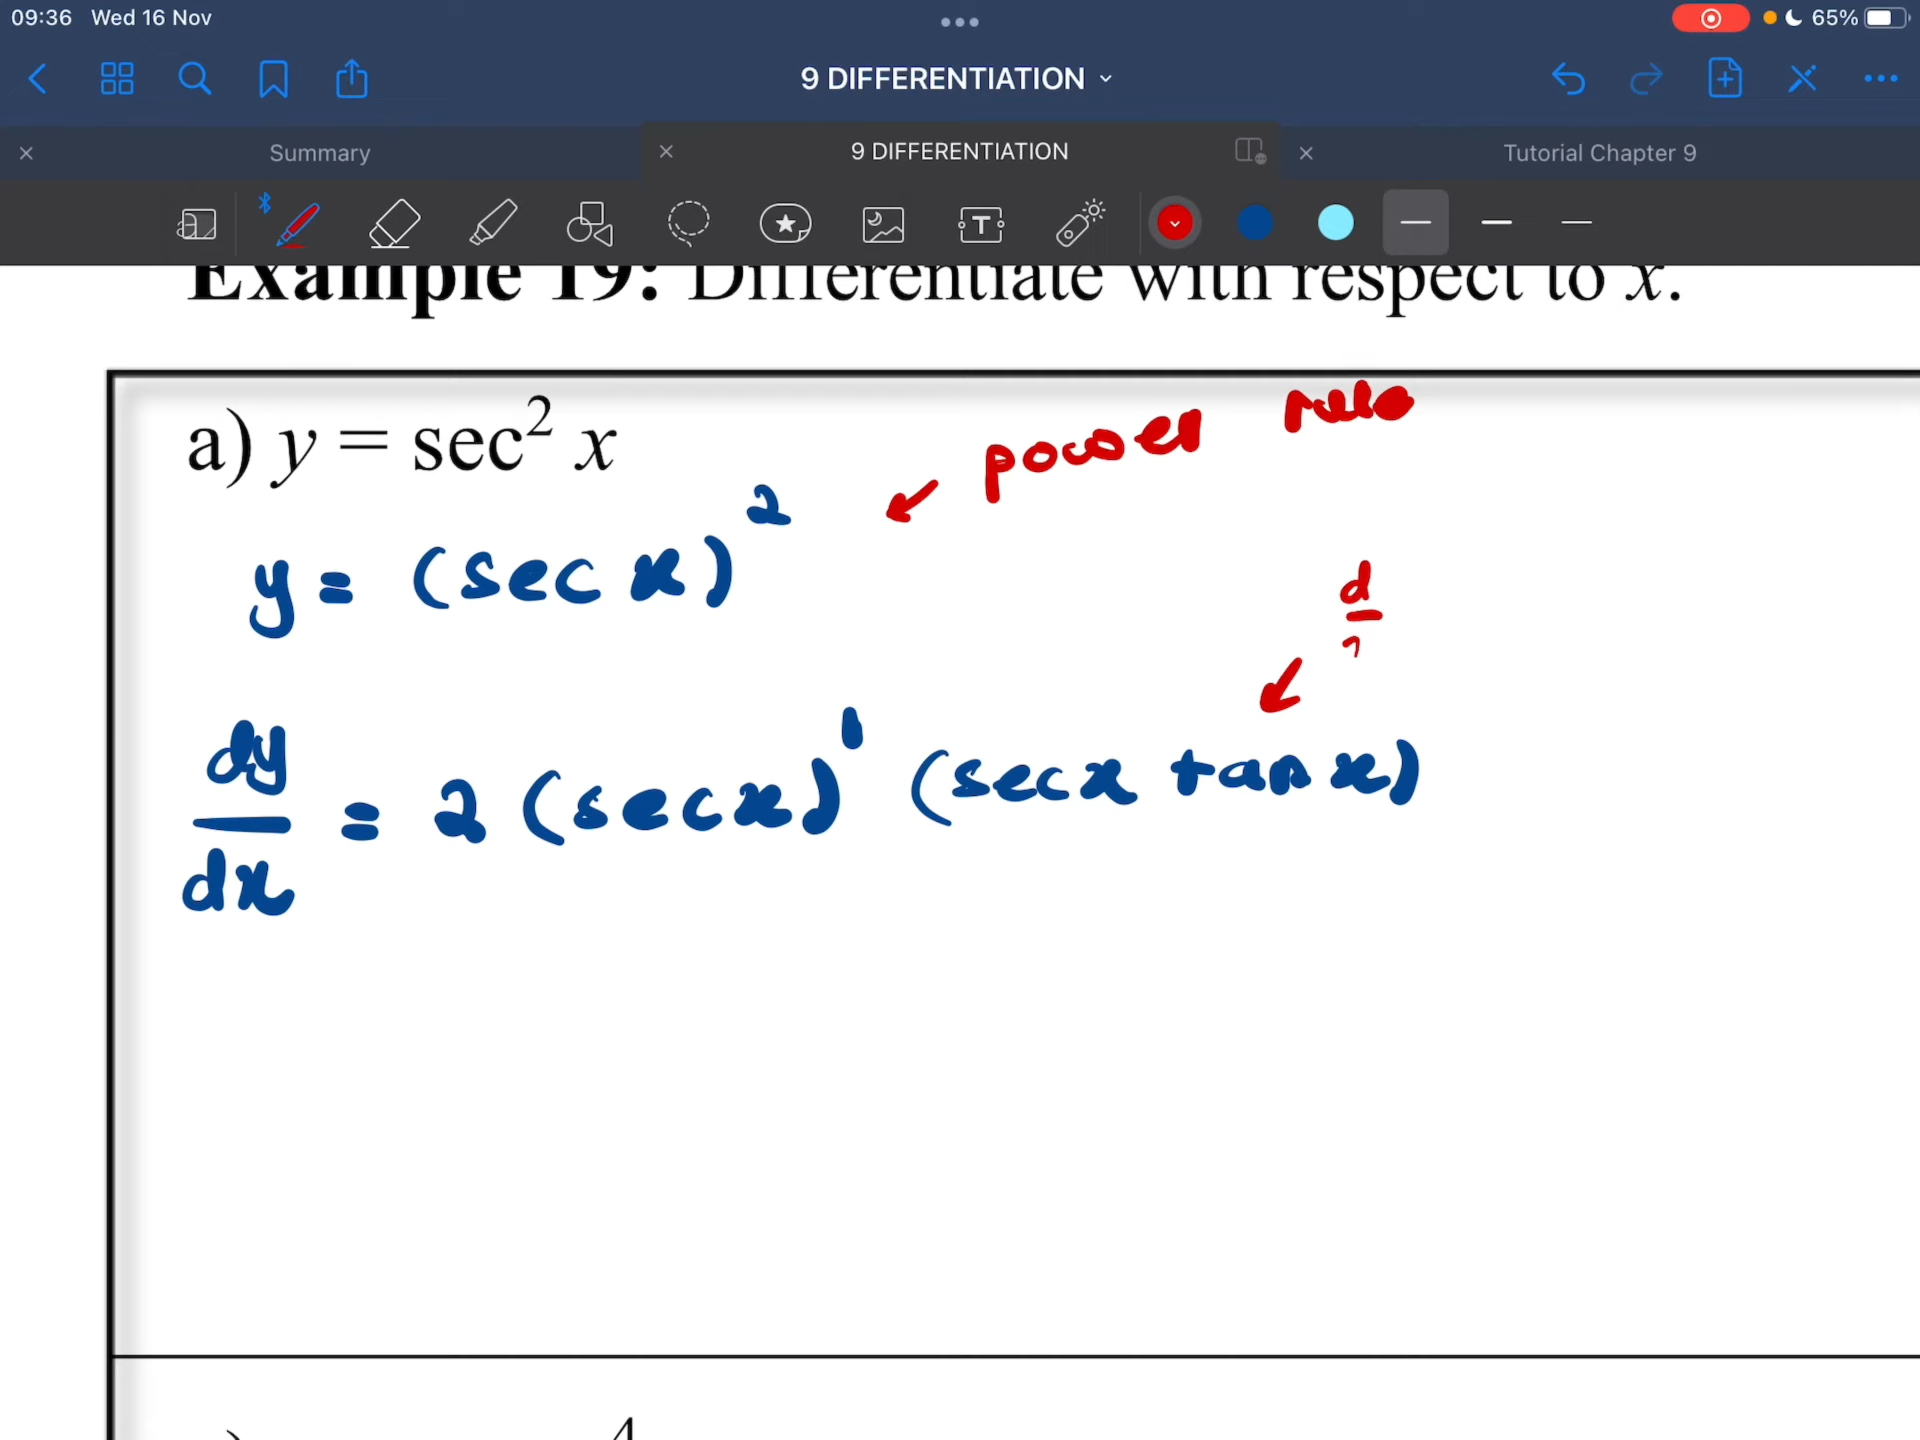 09:36 Wed 16 Nov
65%
9 DIFFERENTIATION
Summary
9 DIFFERENTIATION
Tutorial Chapter 9
Example 19: Differentiate with respect to x.
a) y = sec² x
power rule
y = (sec x)²
d
dy/dx = 2 (sec x)¹ (sec x tan x)
4